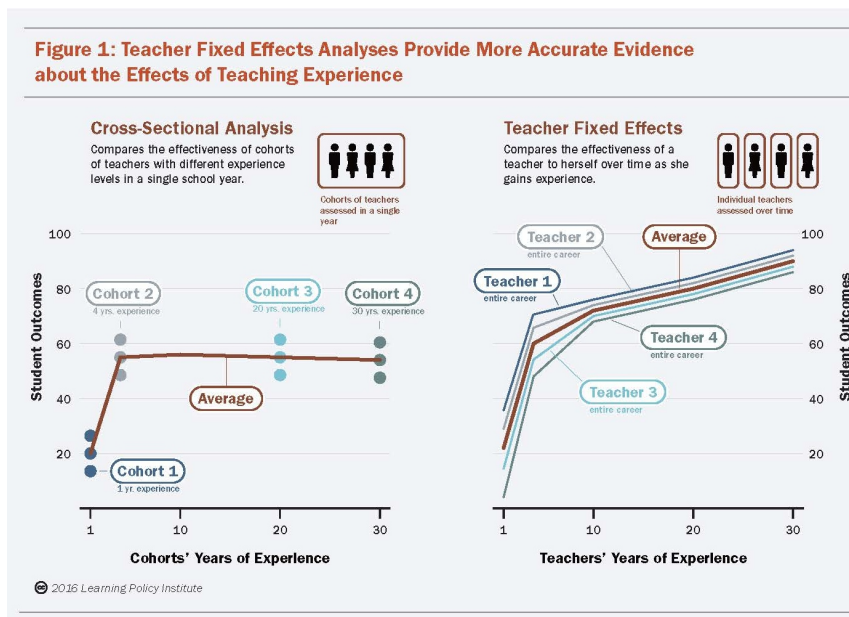 Figure 1: Teacher Fixed Effects Analyses Provide More Accurate Evidence
about the Effects of Teaching Experience
Cross-Sectional Analysis
Compares the effectiveness of cohorts
of teachers with different experience
levels in a single school year.
Cohorts of teachers
assessed in a single
year
100
80
60
40
20
Student Outcomes
Cohort 2
4 yrs. experience
Cohort 3
20 yrs. experience
Cohort 4
30 yrs. experience
Average
Cohort 1
1 yr. experience
1
10
20
30
Cohorts' Years of Experience
Teacher Fixed Effects
Compares the effectiveness of a
teacher to herself over time as she
gains experience.
Individual teachers
assessed over time
Teacher 2
entire career
Average
Teacher 1
entire career
Teacher 4
entire career
Teacher 3
entire career
100
80
60
40
20
Student Outcomes
1
10
20
30
Teachers' Years of Experience
cc 2016 Learning Policy Institute